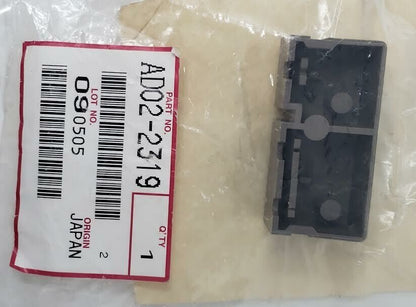 PART NO.
AD02-2319
Q'TY
1
LOT NO.
090505
2
ORIGIN
JAPAN